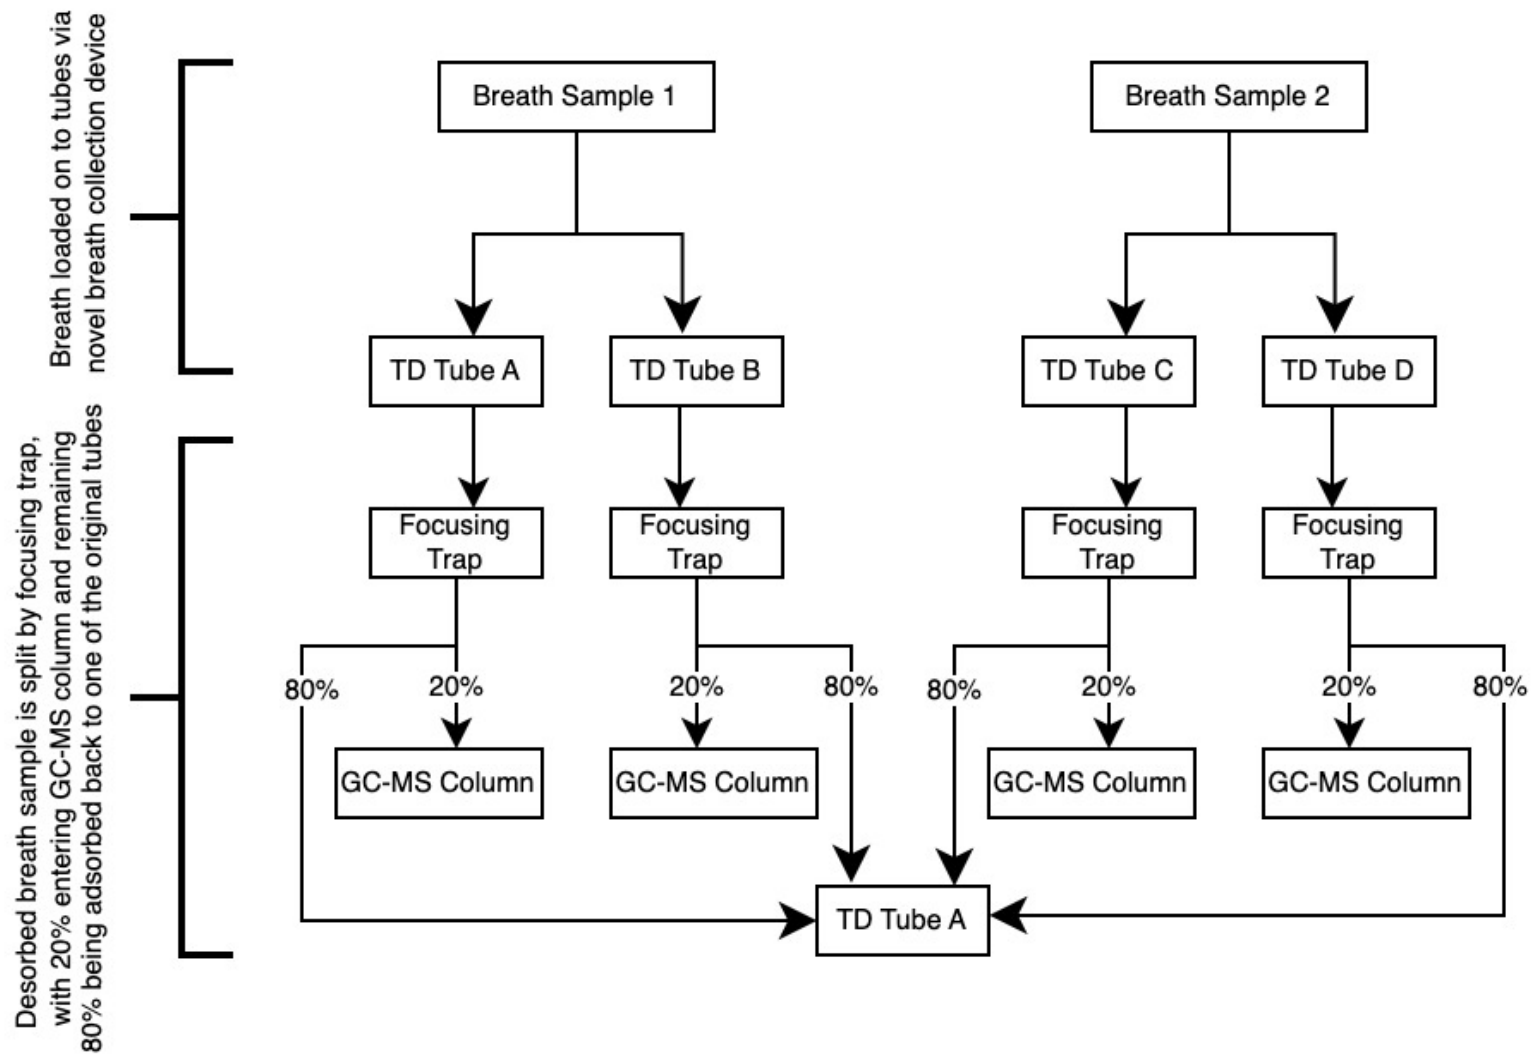 Breath loaded on to tubes via
novel breath collection device
Breath Sample 1
Breath Sample 2
TD Tube A
TD Tube B
TD Tube C
TD Tube D
Desorbed breath sample is split by focusing trap,
with 20% entering GC-MS column and remaining
80% being adsorbed back to one of the original tubes
Focusing
Trap
Focusing
Trap
Focusing
Trap
Focusing
Trap
80%
20%
20%
80%
80%
20%
20%
80%
GC-MS Column
GC-MS Column
GC-MS Column
GC-MS Column
TD Tube A